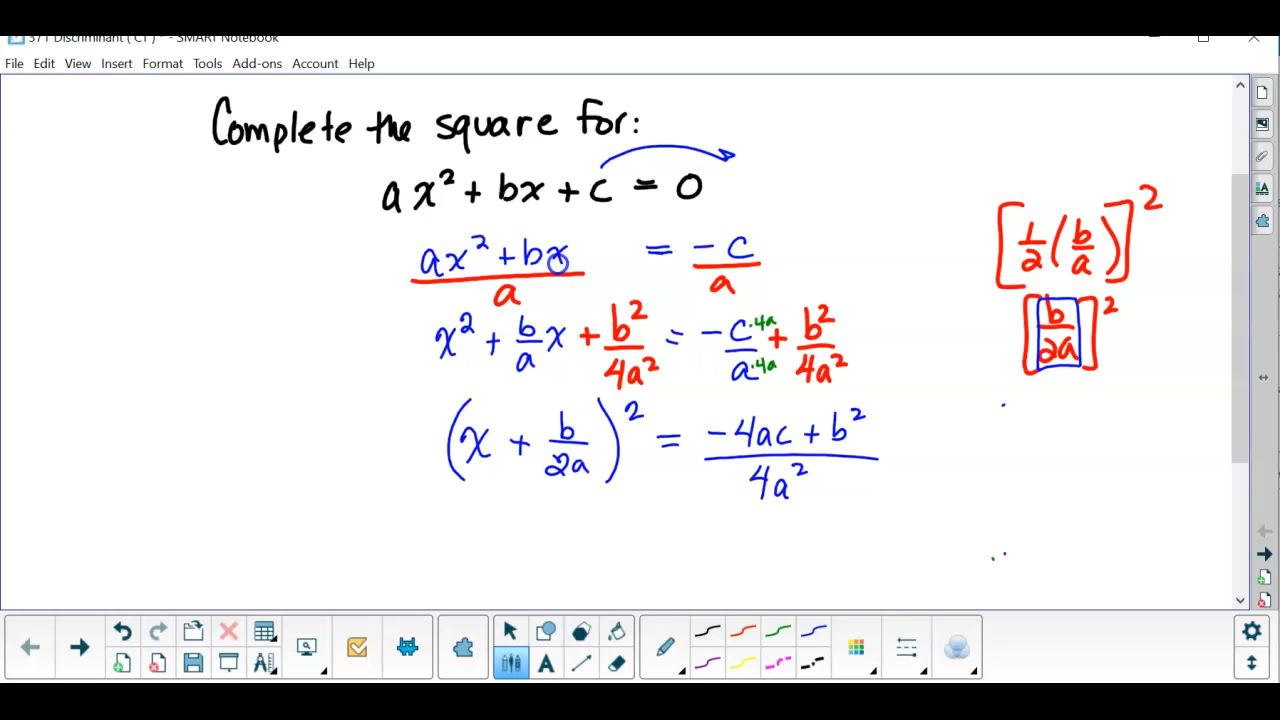 371 Discriminant ( CT ) * - SMART Notebook
File Edit View Insert Format Tools Add-ons Account Help
Complete the square for:
ax² + bx + c = 0
(ax² + bx)/a = (-c)/a
x² + b/a x + b²/4a² = -c·4a/a·4a + b²/4a²
(x + b/2a)² = (-4ac + b²)/4a²
[1/2 (b/a)]²
[b/2a]²
A